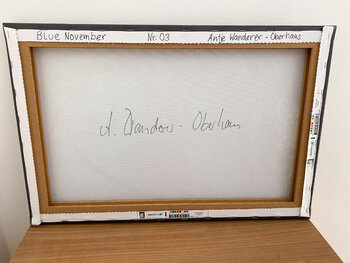 Blue November Nr. 03 Antje Wanderer - Oberhaus
A. Wanderer - Oberhaus